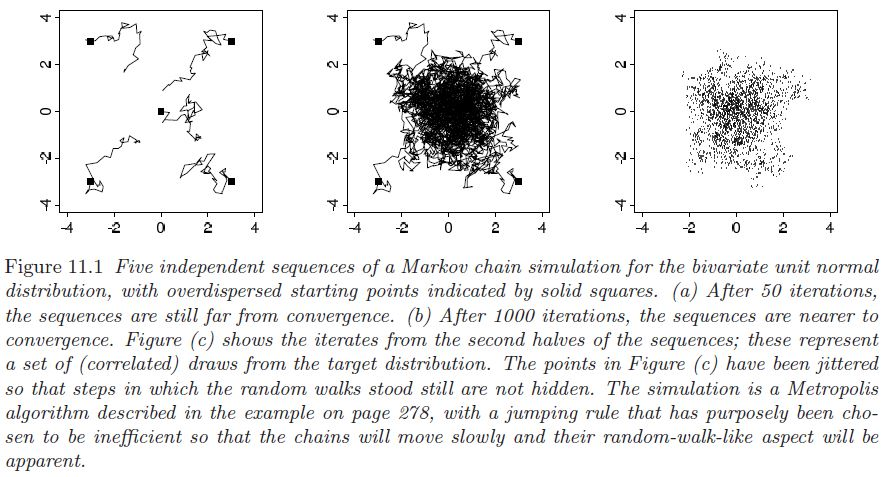 4
2
0
-2
-4
-4 -2 0 2 4
4
2
0
-2
-4
-4 -2 0 2 4
4
2
0
-2
-4
-4 -2 0 2 4
Figure 11.1 Five independent sequences of a Markov chain simulation for the bivariate unit normal
distribution, with overdispersed starting points indicated by solid squares. (a) After 50 iterations,
the sequences are still far from convergence. (b) After 1000 iterations, the sequences are nearer to
convergence. Figure (c) shows the iterates from the second halves of the sequences; these represent
a set of (correlated) draws from the target distribution. The points in Figure (c) have been jittered
so that steps in which the random walks stood still are not hidden. The simulation is a Metropolis
algorithm described in the example on page 278, with a jumping rule that has purposely been cho-
sen to be inefficient so that the chains will move slowly and their random-walk-like aspect will be
apparent.